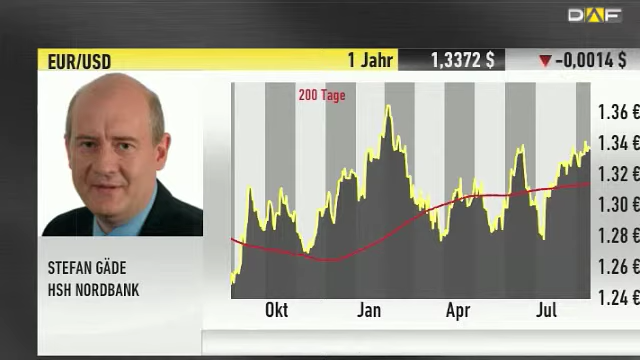 DAF
EUR/USD 1 Jahr 1,3372 $ ▼ -0,0014 $
200 Tage
1.36 €
1.34 €
1.32 €
1.30 €
1.28 €
1.26 €
1.24 €
Okt Jan Apr Jul
STEFAN GÄDE
HSH NORDBANK